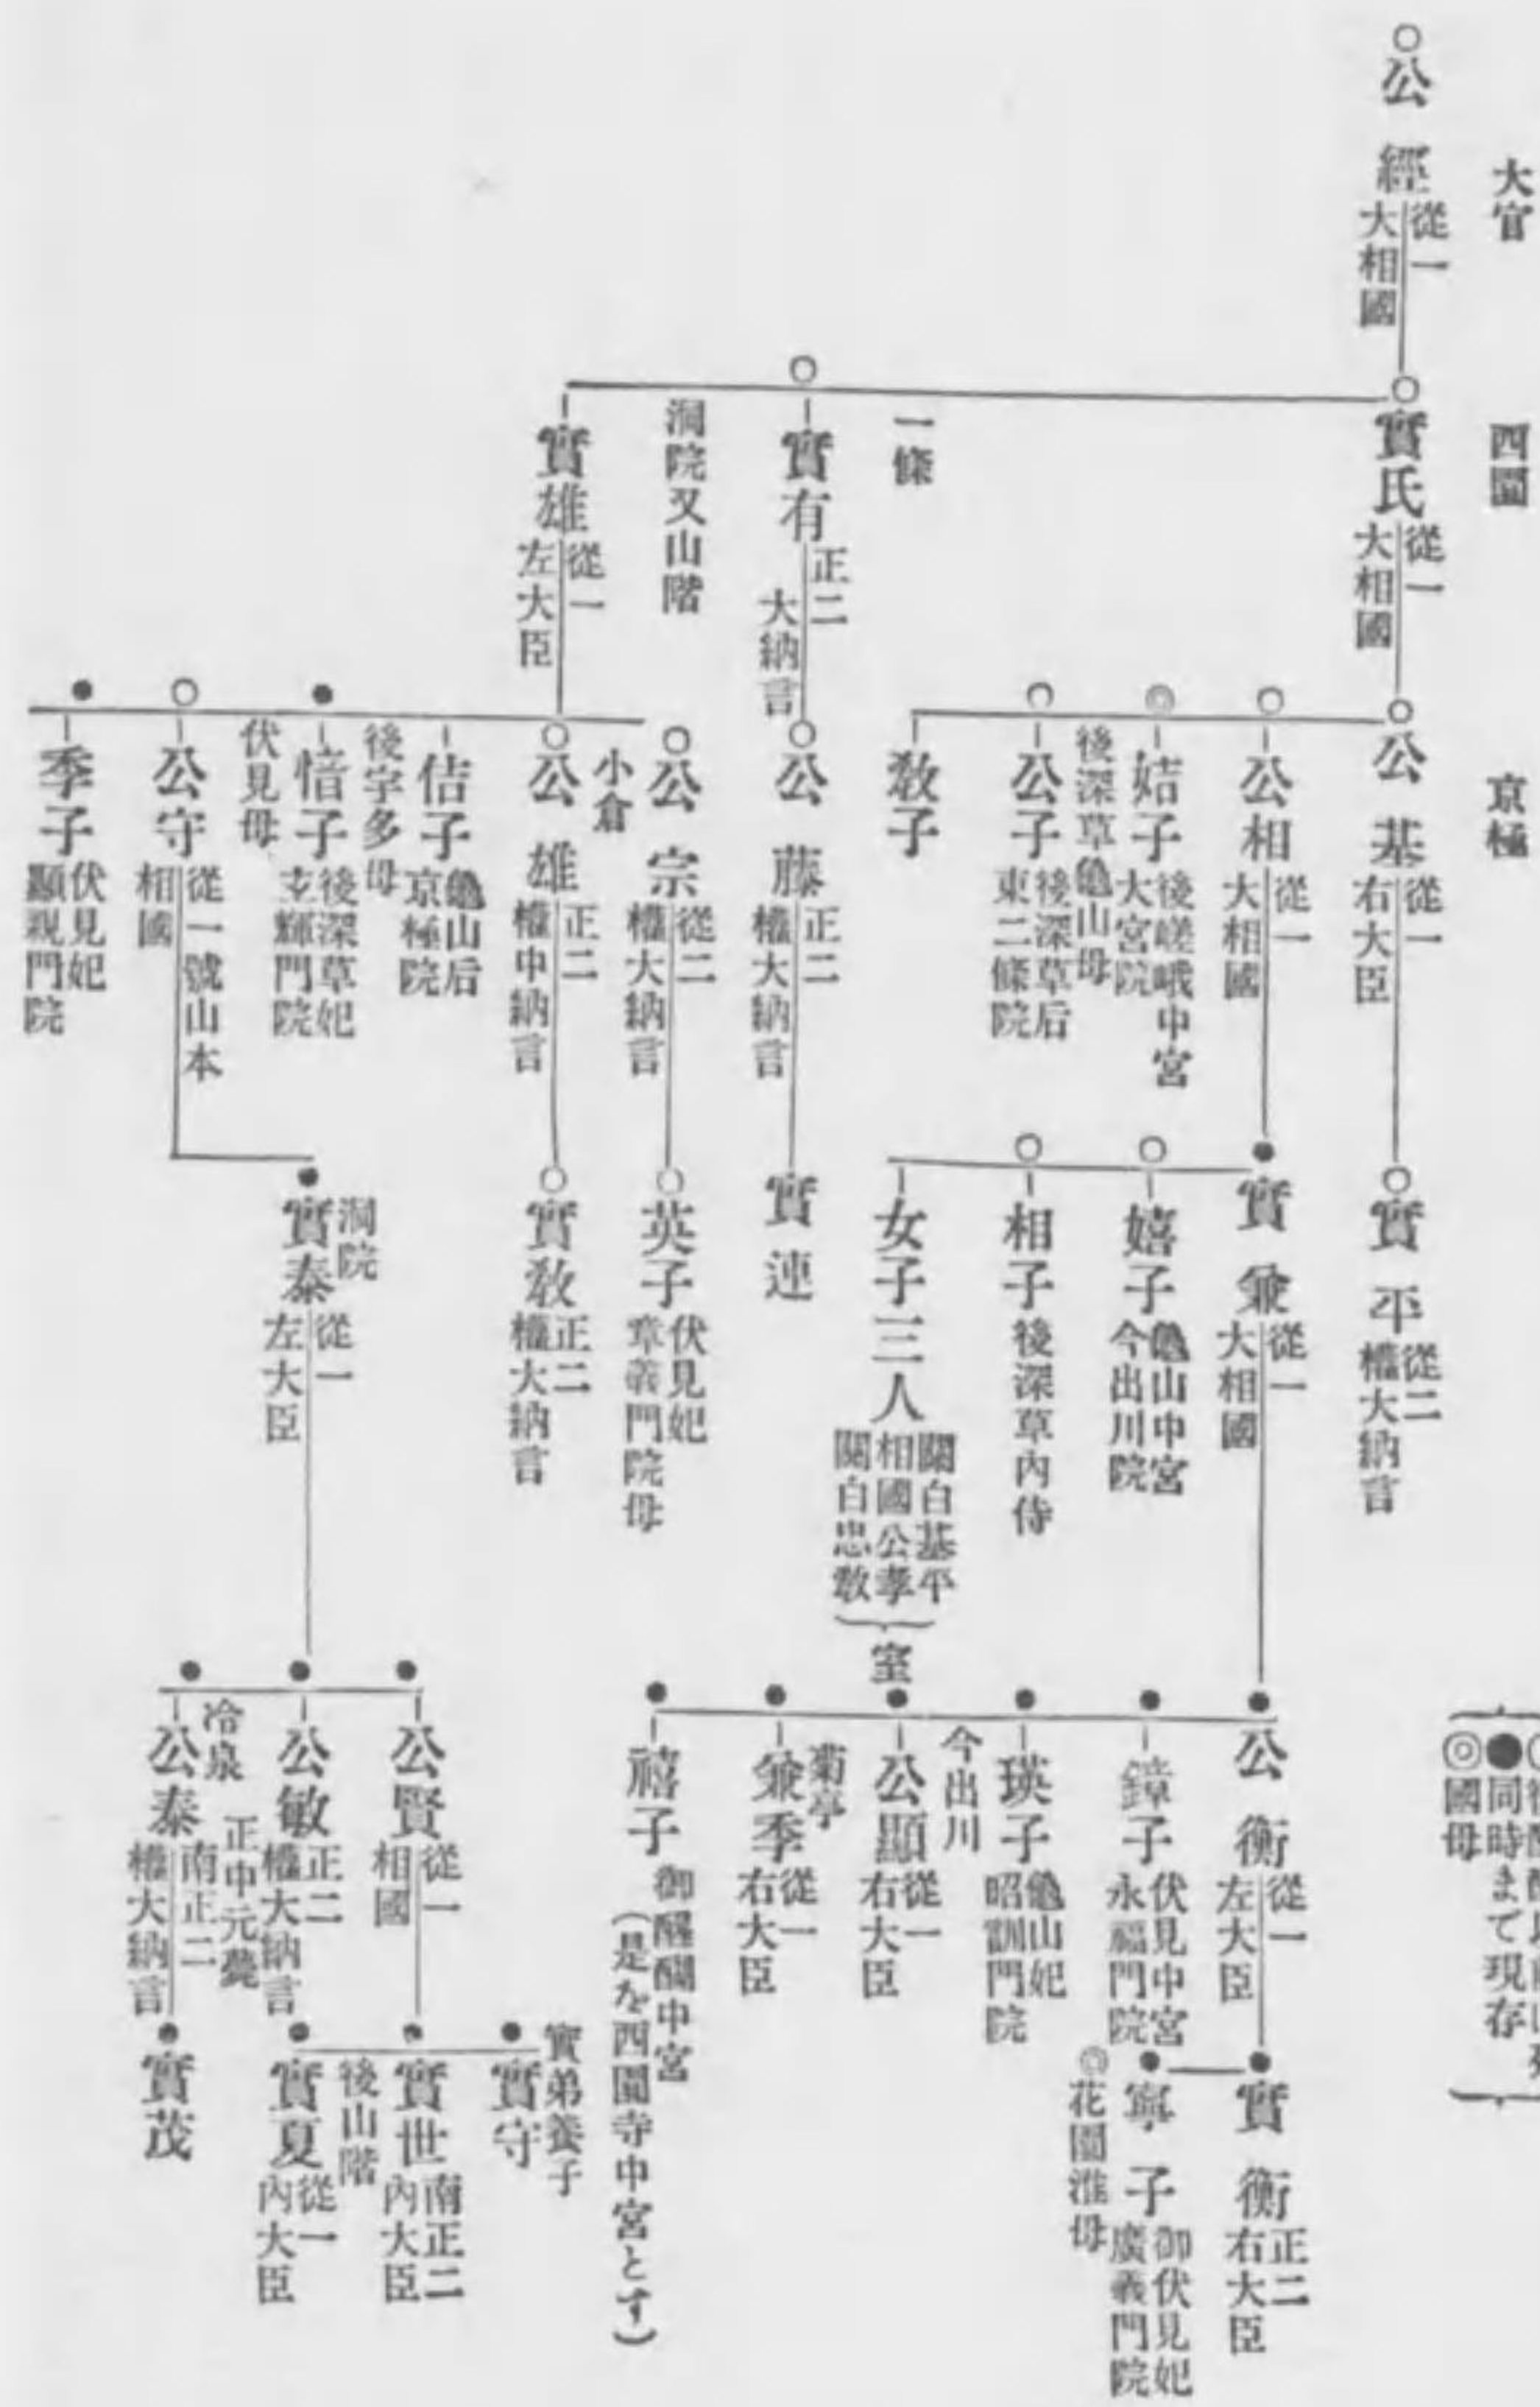 大官
四園
京極
同時まで現存
◎國母
○公經
從一
大相國
○實氏
從一
大相國
○公基
從一
右大臣
○實平
從二
權大納言
○公相
從一
大相國
●實兼
從一
大相國
●公衡
從一
左大臣
●實衡
正二
右大臣
●寧子
御伏見妃
廣義門院
◎花園准母
●鏱子
伏見中宮
永福門院
●瑛子
龜山妃
昭訓門院
今出川
●公顯
從一
右大臣
菊亭
●兼季
從一
右大臣
●禧子
御醍醐中宮
(是を西園寺中宮とす)
○嬉子
龜山中宮
今出川院
○相子
後深草內侍
女子三人
關白基平
相國公孝
關白忠教
室
◎姞子
後嵯峨中宮
大宮院
後深草龜山母
○公子
後深草后
東二條院
教子
一條
○實有
正二
大納言
○公藤
正二
權大納言
實連
洞院又山階
實雄
從一
左大臣
○公宗
從二
權大納言
○英子
伏見妃
章義門院母
小倉
○公雄
正二
權中納言
○實教
正二
權大納言
佶子
龜山后
京極院
後宇多母
●愔子
後深草妃
玄輝門院
伏見母
○公守
從一號山本
相國
●季子
伏見妃
顯親門院
洞院
●實泰
從一
左大臣
●公賢
從一
相國
實弟養子
●實守
●實世
南正二
內大臣
後山階
●實夏
從一
內大臣
●公敏
正二
權大納言
正中元薨
冷泉
●公泰
南正二
權大納言
●實茂